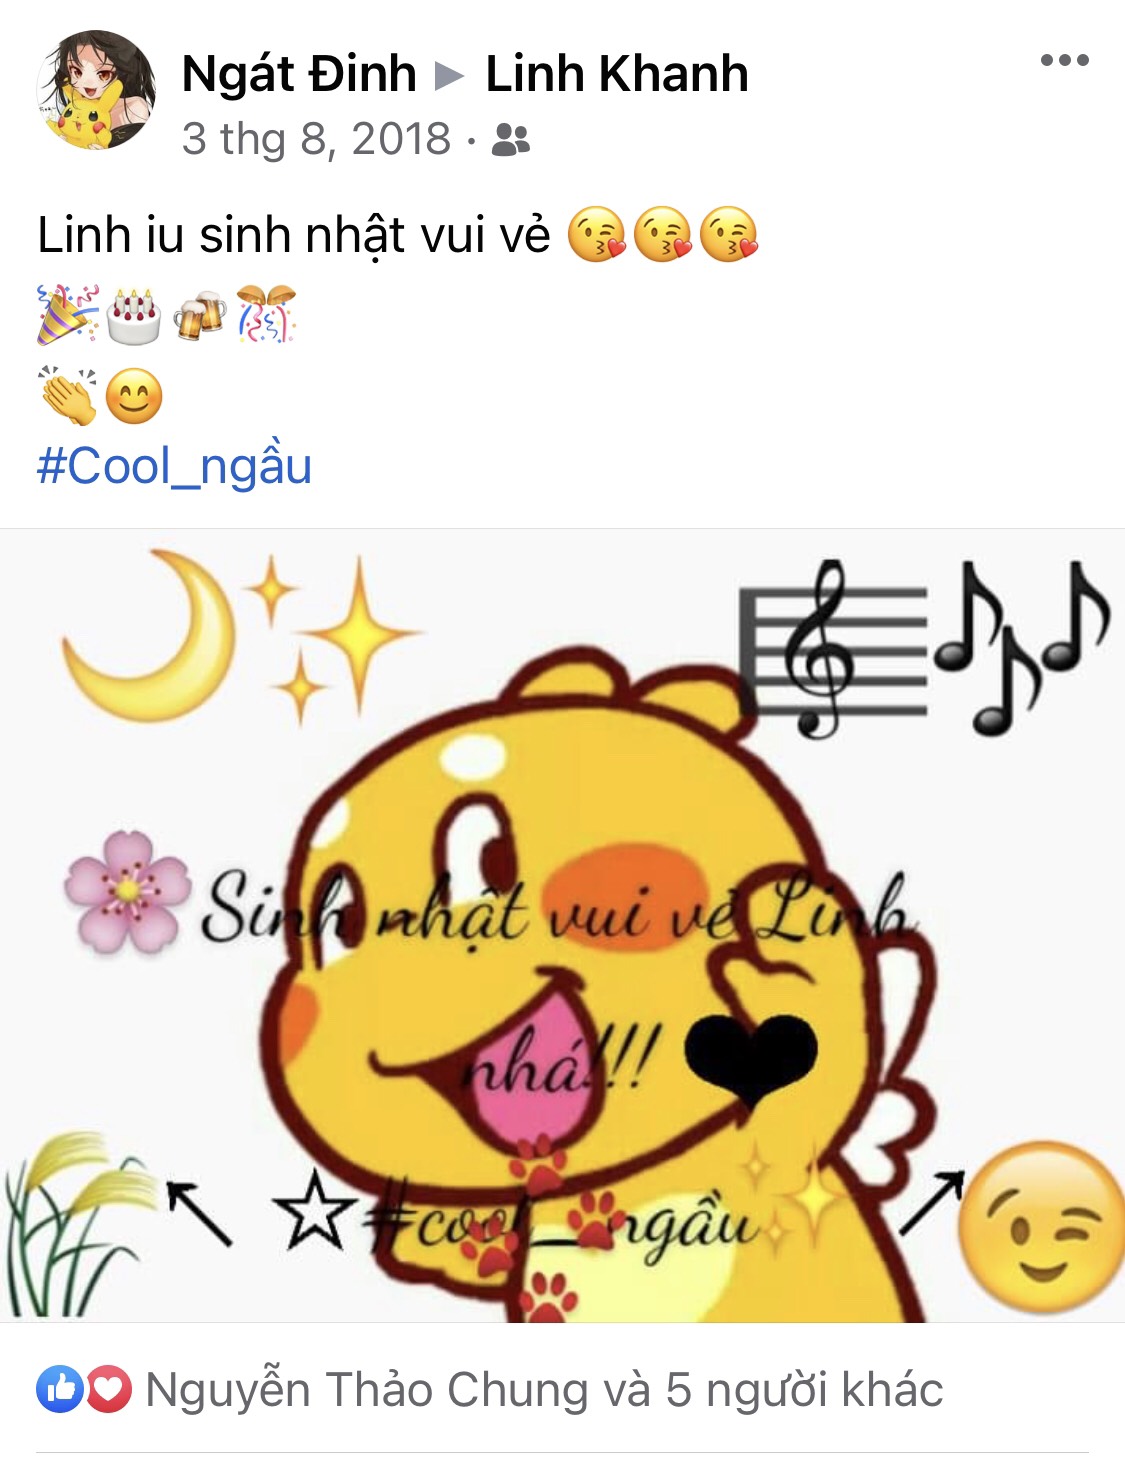 Ngát Đinh ▶ Linh Khanh
3 thg 8, 2018 ·
Linh iu sinh nhật vui vẻ 😘😘😘
🎉🎂🍻🎊
👏😊
#Cool_ngầu
Sinh nhật vui vẻ Linh
nhá!!!
#cool_ngầu
Nguyễn Thảo Chung và 5 người khác